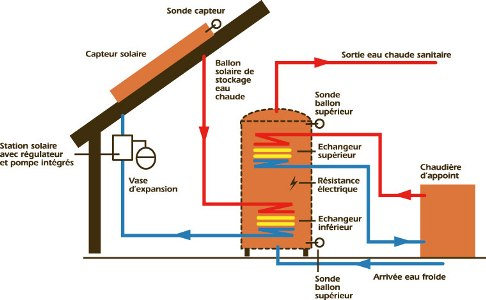 Sonde capteur
Capteur solaire
Ballon
solaire de
stockage
eau
chaude
Sortie eau chaude sanitaire
Sonde
ballon
supérieur
Station solaire
avec régulateur
et pompe intégrés
Vase
d'expansion
Echangeur
supérieur
Résistance
électrique
Chaudière
d'appoint
Echangeur
inférieur
Arrivée eau froide
Sonde
ballon
supérieur